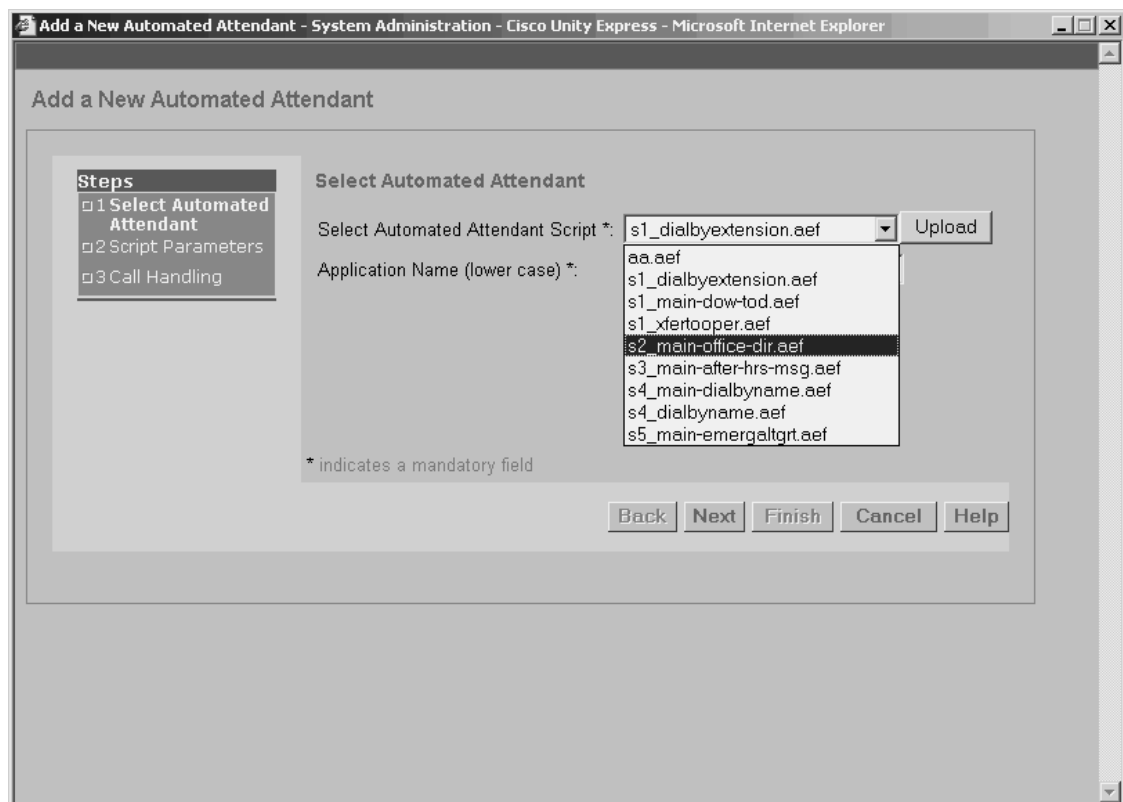 Add a New Automated Attendant - System Administration - Cisco Unity Express - Microsoft Internet Explorer
Add a New Automated Attendant
Steps
1 Select Automated
Attendant
2 Script Parameters
3 Call Handling
Select Automated Attendant
Select Automated Attendant Script *: s1_dialbyextension.aef Upload
Application Name (lower case) *:
aa.aef
s1_dialbyextension.aef
s1_main-dow-tod.aef
s1_xfertooper.aef
s2_main-office-dir.aef
s3_main-after-hrs-msg.aef
s4_main-dialbyname.aef
s4_dialbyname.aef
s5_main-emergaltgrt.aef
* indicates a mandatory field
Back Next Finish Cancel Help